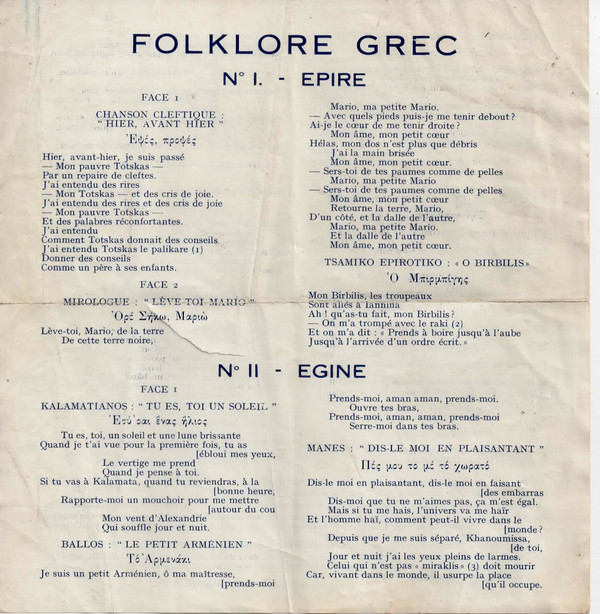 FOLKLORE GREC
N° I. - EPIRE
FACE 1
CHANSON CLEFTIQUE :
" HIER, AVANT HIER "
Ἐψές, προψές
Hier, avant-hier, je suis passé
— Mon pauvre Totskas —
Par un repaire de cleftes.
J'ai entendu des rires
— Mon Totskas — et des cris de joie.
J'ai entendu des rires et des cris de joie
— Mon pauvre Totskas —
Et des palabres réconfortantes.
J'ai entendu
Comment Totskas donnait des conseils
J'ai entendu Totskas le palikare (1)
Donner des conseils
Comme un père à ses enfants.
FACE 2
MIROLOGUE : " LÈVE-TOI MARIO "
Ὀρέ Σήκω, Μαριώ
Lève-toi, Mario, de la terre
De cette terre noire,
Mario, ma petite Mario.
— Avec quels pieds puis-je me tenir debout?
Ai-je le cœur de me tenir droite?
Mon âme, mon petit cœur
Hélas, mon dos n'est plus que débris
J'ai la main brisée
Mon âme, mon petit cœur.
— Sers-toi de tes paumes comme de pelles
Mario, ma petite Mario
— Sers-toi de tes paumes comme de pelles
Mon âme, mon petit cœur
Retourne la terre, Mario,
D'un côté, et la dalle de l'autre,
Mario, ma petite Mario.
Et la dalle de l'autre
Mon âme, mon petit cœur.
TSAMIKO EPIROTIKO : « O BIRBILIS »
Ὁ Μπιρμπίγης
Mon Birbilis, les troupeaux
Sont allés à Iannina
Ah! qu'as-tu fait, mon Birbilis?
— On m'a trompé avec le raki (2)
Et on m'a dit : « Prends à boire jusqu'à l'aube
Jusqu'à l'arrivée d'un ordre écrit. »
N° II - EGINE
FACE 1
KALAMATIANOS : " TU ES, TOI UN SOLEIL "
Ἐσύ 'σαι ἕνας ἥλιος
Tu es, toi, un soleil et une lune brissante
Quand je t'ai vue pour la première fois, tu as
[ébloui mes yeux,
Le vertige me prend
Quand je pense à toi.
Si tu vas à Kalamata, quand tu reviendras, à la
[bonne heure,
Rapporte-moi un mouchoir pour me mettre
[autour du cou
Mon vent d'Alexandrie
Qui souffle jour et nuit.
BALLOS : " LE PETIT ARMÉNIEN "
Τό Ἀρμενάκι
Je suis un petit Arménien, ô ma maîtresse,
[prends-moi
Prends-moi, aman aman, prends-moi.
Ouvre tes bras,
Prends-moi, aman, aman, prends-moi
Serre-moi dans tes bras.
MANES : " DIS-LE MOI EN PLAISANTANT "
Πές μου το μέ τό χωρατό
Dis-le moi en plaisantant, dis-le moi en faisant
[des embarras
Dis-moi que tu ne m'aimes pas, ça m'est égal.
Mais si tu me hais, l'univers va me haïr
Et l'homme haï, comment peut-il vivre dans le
[monde?
Depuis que je me suis séparé, Khanoumissa,
[de toi,
Jour et nuit j'ai les yeux pleins de larmes.
Celui qui n'est pas « miraklis » (3) doit mourir
Car, vivant dans le monde, il usurpe la place
[qu'il occupe.